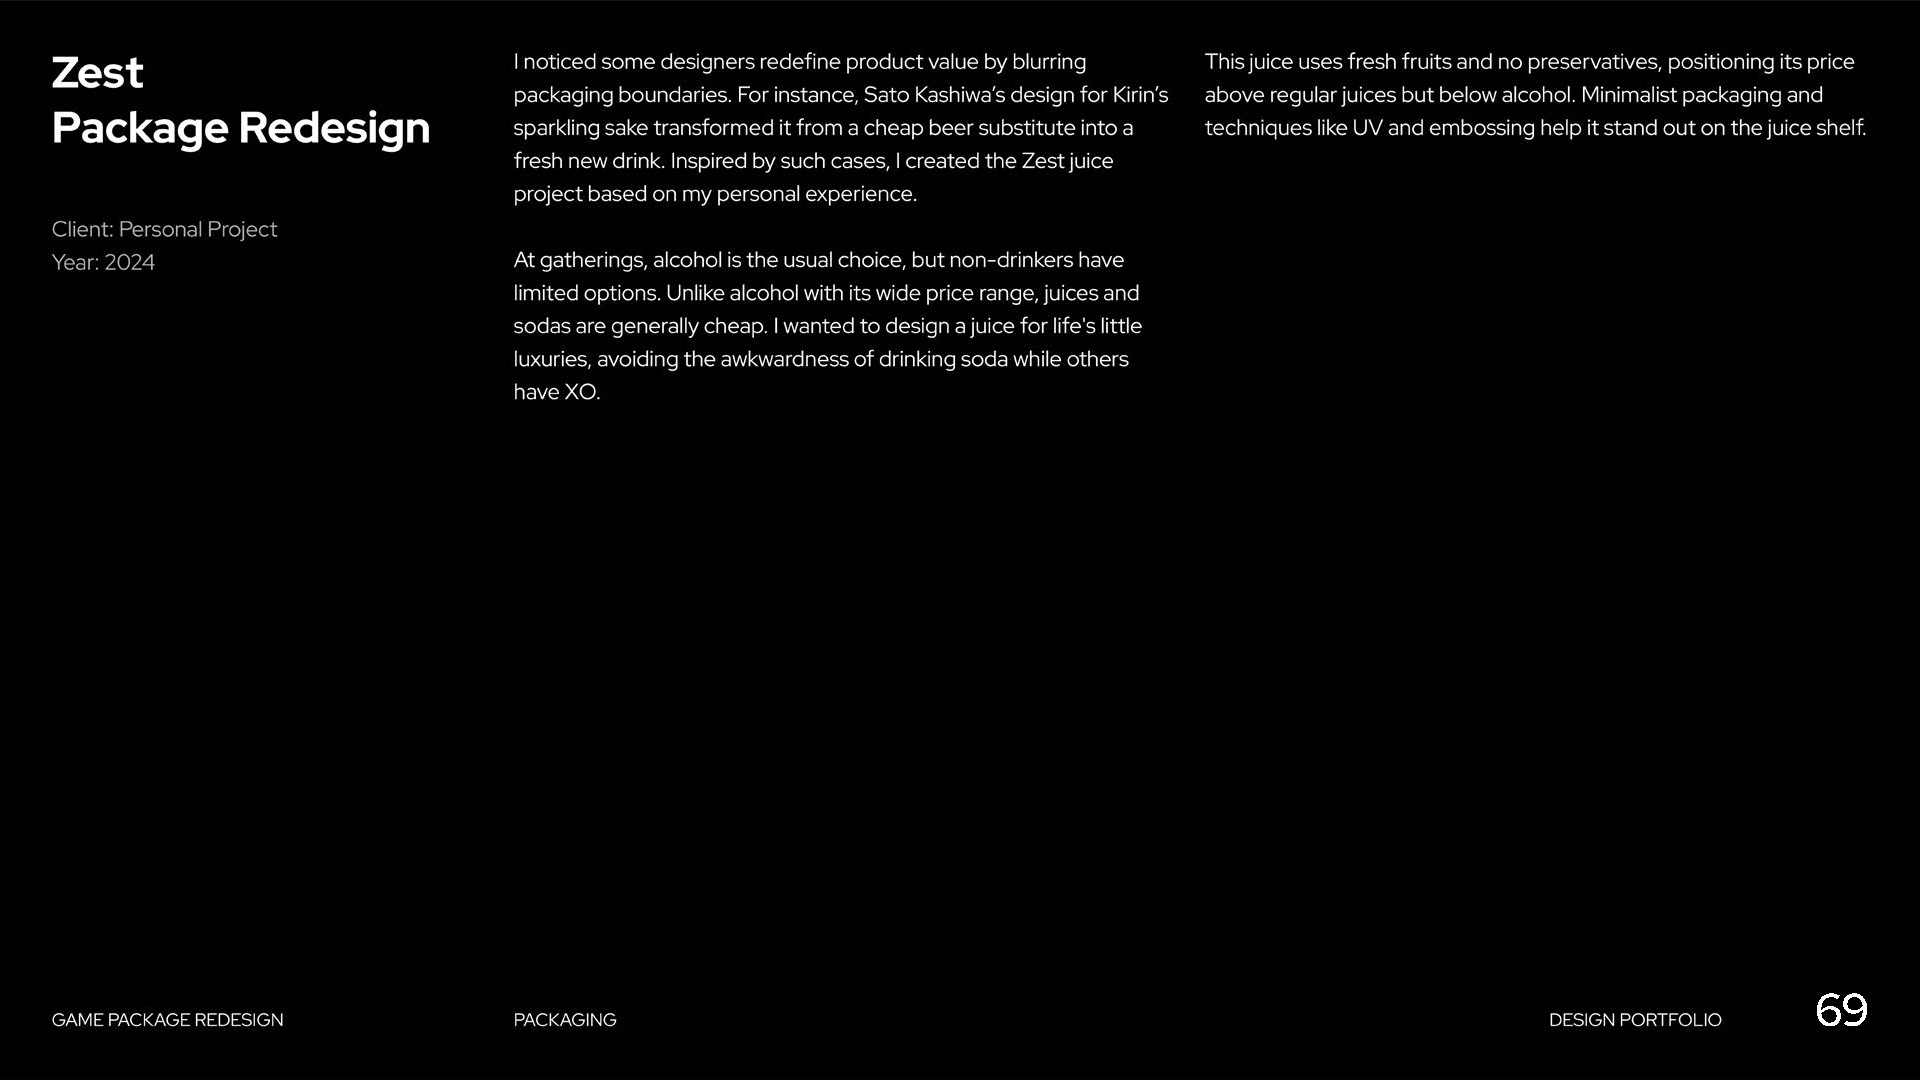 Zest
Package Redesign
Client: Personal Project
Year: 2024
I noticed some designers redefine product value by blurring
packaging boundaries. For instance, Sato Kashiwa’s design for Kirin’s
sparkling sake transformed it from a cheap beer substitute into a
fresh new drink. Inspired by such cases, I created the Zest juice
project based on my personal experience.
At gatherings, alcohol is the usual choice, but non-drinkers have
limited options. Unlike alcohol with its wide price range, juices and
sodas are generally cheap. I wanted to design a juice for life's little
luxuries, avoiding the awkwardness of drinking soda while others
have XO.
This juice uses fresh fruits and no preservatives, positioning its price
above regular juices but below alcohol. Minimalist packaging and
techniques like UV and embossing help it stand out on the juice shelf.
GAME PACKAGE REDESIGN
PACKAGING
DESIGN PORTFOLIO
69